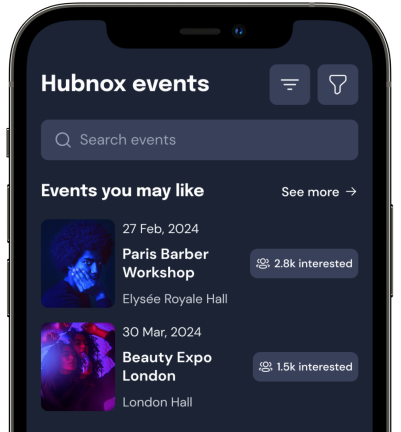 Hubnox events
Search events
Events you may like
See more →
27 Feb, 2024
Paris Barber
Workshop
2.8k interested
Elysée Royale Hall
30 Mar, 2024
Beauty Expo
London
1.5k interested
London Hall